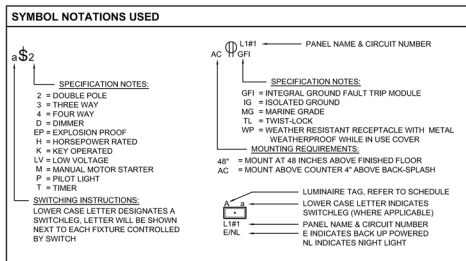 SYMBOL NOTATIONS USED
a$2
SPECIFICATION NOTES:
2 = DOUBLE POLE
3 = THREE WAY
4 = FOUR WAY
D = DIMMER
EP = EXPLOSION PROOF
H = HORSEPOWER RATED
K = KEY OPERATED
LV = LOW VOLTAGE
M = MANUAL MOTOR STARTER
P = PILOT LIGHT
T = TIMER
SWITCHING INSTRUCTIONS:
LOWER CASE LETTER DESIGNATES A
SWITCHLEG, LETTER WILL BE SHOWN
NEXT TO EACH FIXTURE CONTROLLED
BY SWITCH
L1#1 PANEL NAME & CIRCUIT NUMBER
AC GFI
SPECIFICATION NOTES:
GFI = INTEGRAL GROUND FAULT TRIP MODULE
IG = ISOLATED GROUND
MG = MARINE GRADE
TL = TWIST-LOCK
WP = WEATHER RESISTANT RECEPTACLE WITH METAL
WEATHERPROOF WHILE IN USE COVER
MOUNTING REQUIREMENTS:
48" = MOUNT AT 48 INCHES ABOVE FINISHED FLOOR
AC = MOUNT ABOVE COUNTER 4" ABOVE BACK-SPLASH
LUMINAIRE TAG, REFER TO SCHEDULE
A a LOWER CASE LETTER INDICATES
SWITCHLEG (WHERE APPLICABLE)
L1#1 PANEL NAME & CIRCUIT NUMBER
E/NL E INDICATES BACK UP POWERED
NL INDICATES NIGHT LIGHT